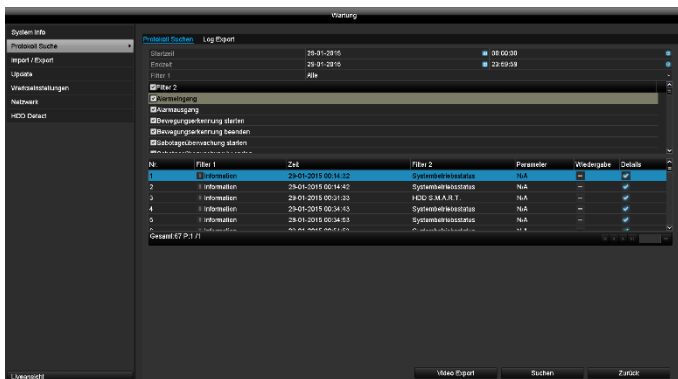 Wartung
System Info
Protokoll Suche
Import / Export
Update
Werkseinstellungen
Netzwerk
HDD Detect
Liveansicht
Protokoll Suchen Log Export
Startzeit 29-01-2015 00:00:00
Endzeit 29-01-2015 23:59:59
Filter 1 Alle
Filter 2
Alarmeingang
Alarmausgang
Bewegungserkennung starten
Bewegungserkennung beenden
Sabotageüberwachung starten
Nr. Filter 1 Zeit Filter 2 Parameter Wiedergabe Details
1 Information 29-01-2015 00:14:32 Systembetriebsstatus N/A
2 Information 29-01-2015 00:14:42 Systembetriebsstatus N/A
3 Information 29-01-2015 00:31:33 HDD S.M.A.R.T. N/A
4 Information 29-01-2015 00:34:43 Systembetriebsstatus N/A
5 Information 29-01-2015 00:34:53 Systembetriebsstatus N/A
Gesamt:67 P:1 /1
Video Export Suchen Zurück